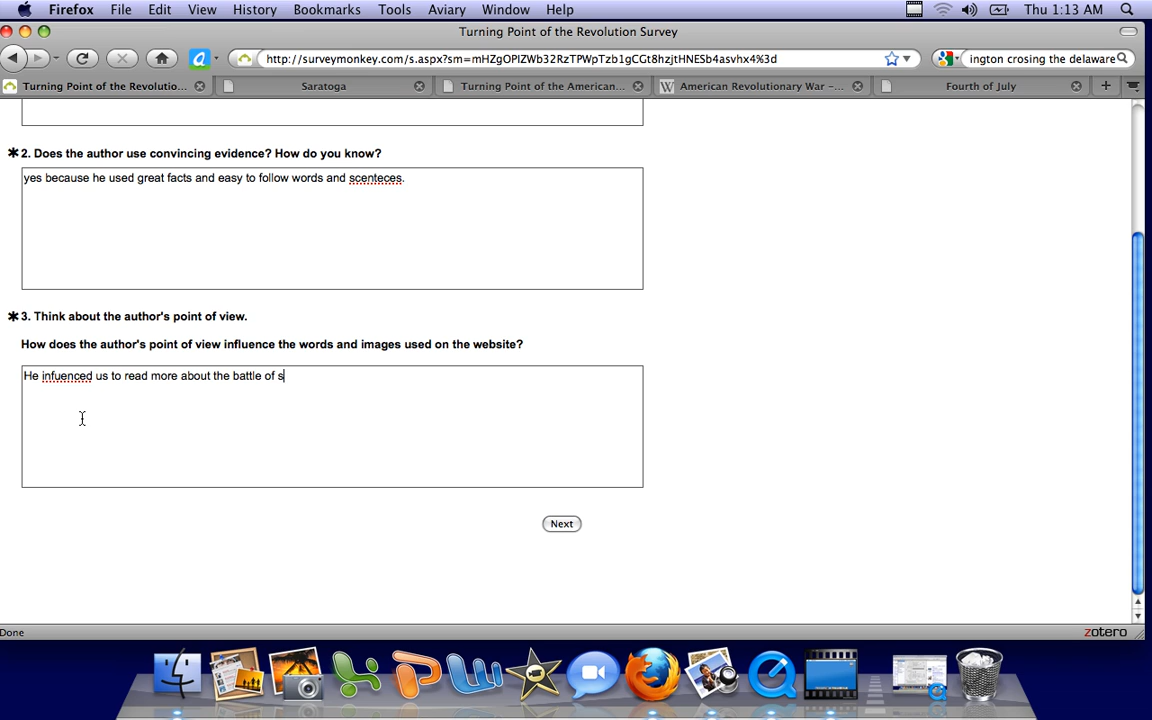 Firefox File Edit View History Bookmarks Tools Aviary Window Help Thu 1:13 AM
Turning Point of the Revolution Survey
http://surveymonkey.com/s.aspx?sm=mHZgOPlZWb32RzTPWpTzb1gCGt8hzjtHNESb4asvhx4%3d ington crosing the delaware
Turning Point of the Revolutio... Saratoga Turning Point of the American... American Revolutionary War –... Fourth of July
✱2. Does the author use convincing evidence? How do you know?
yes because he used great facts and easy to follow words and scenteces.
✱3. Think about the author's point of view.
How does the author's point of view influence the words and images used on the website?
He infuenced us to read more about the battle of s
Next
Done zotero